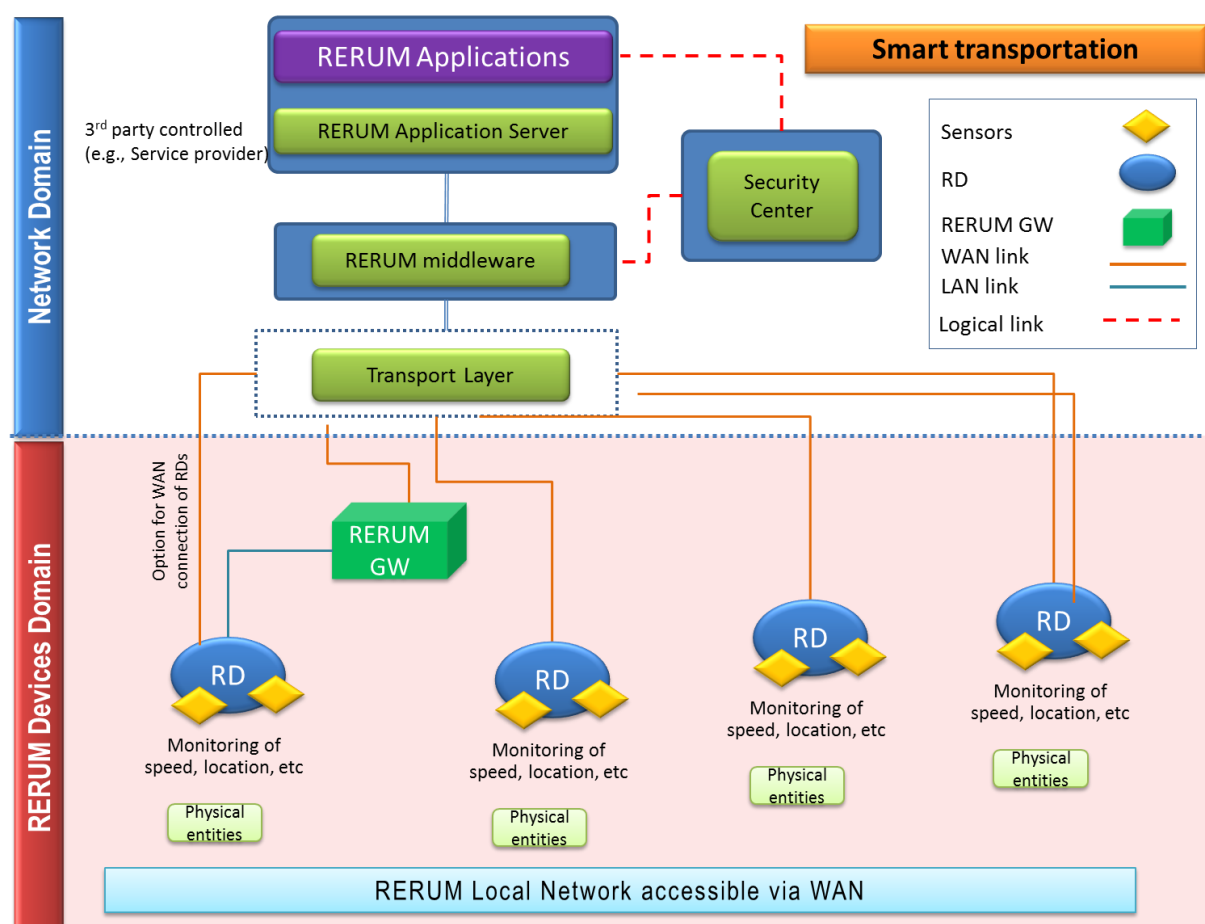 RERUM Applications
Smart transportation
3rd party controlled
(e.g., Service provider)
RERUM Application Server
Sensors
RD
RERUM GW
WAN link
LAN link
Logical link
Security
Center
RERUM middleware
Transport Layer
Network Domain
Option for WAN
connection of RDs
RERUM
GW
RD
Monitoring of
speed, location, etc
Physical
entities
RD
Monitoring of
speed, location, etc
Physical
entities
RD
Monitoring of
speed, location, etc
Physical
entities
RD
Monitoring of
speed, location, etc
Physical
entities
RERUM Devices Domain
RERUM Local Network accessible via WAN